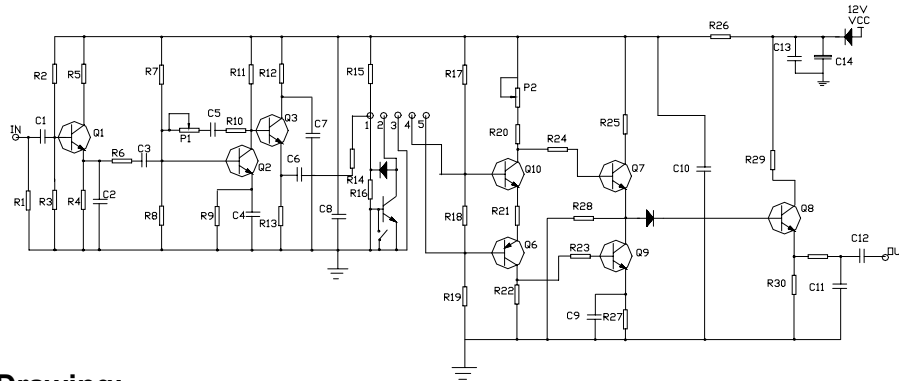 12V
VCC
R26
C13
C14
R2
R5
R7
R11
R12
R15
R17
P2
R25
C10
R29
IN
C1
Q1
R6
C3
P1
C5
R10
Q3
C7
1 2 3 4 5
R20
R24
Q2
C6
R14
R16
Q10
Q7
R1
R3
R4
C2
R8
R9
C4
R13
C8
R18
R21
R28
Q8
Q6
R23
Q9
C12
R19
R22
C9
R27
R30
C11
Drawing: